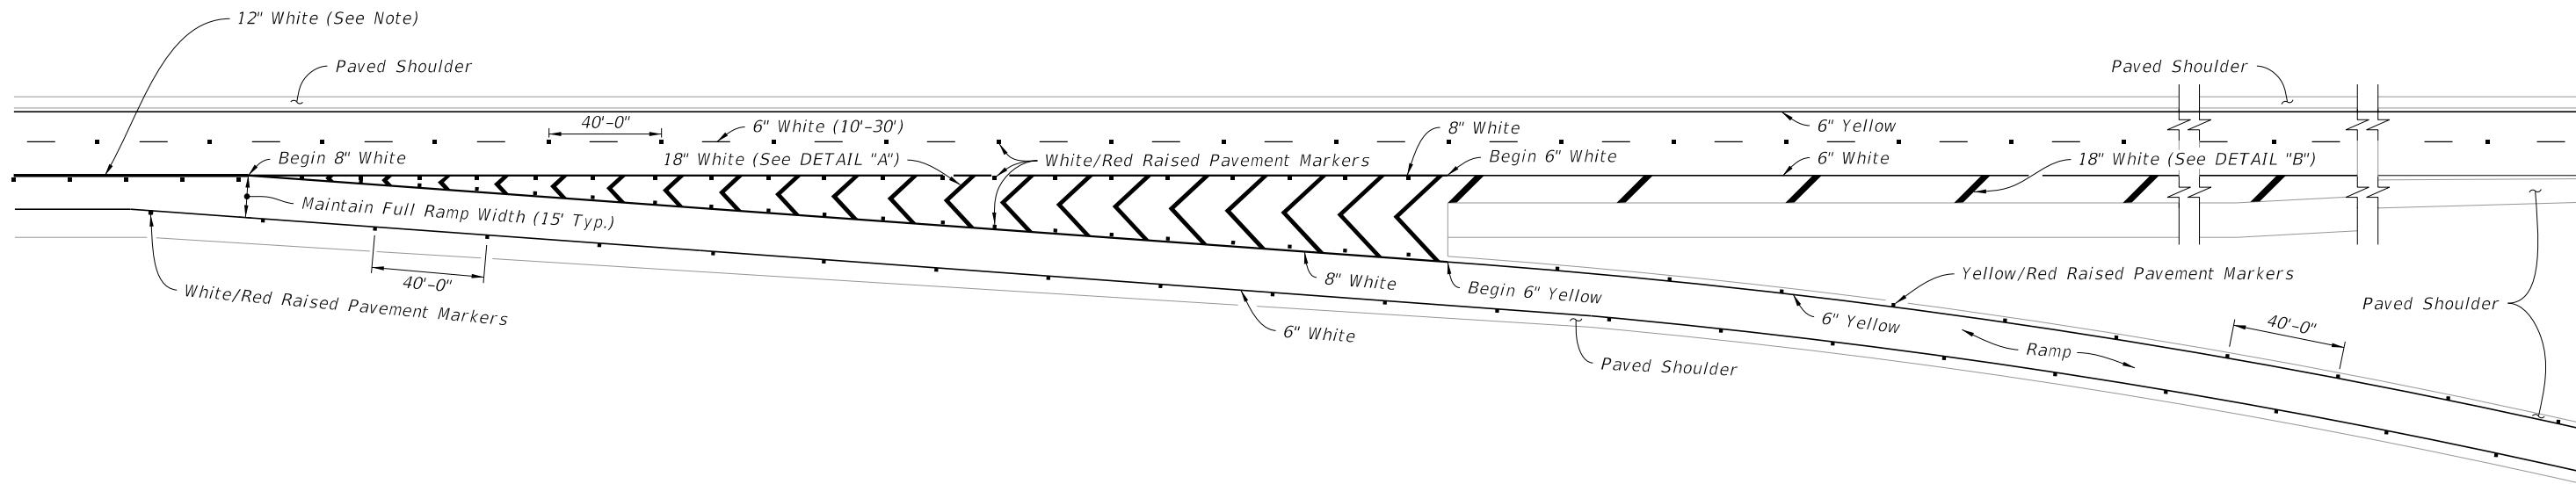 12" White (See Note)
Paved Shoulder
Paved Shoulder
40'-0"
6" White (10'-30')
8" White
6" Yellow
Begin 8" White
18" White (See DETAIL "A")
White/Red Raised Pavement Markers
Begin 6" White
6" White
18" White (See DETAIL "B")
Maintain Full Ramp Width (15' Typ.)
40'-0"
White/Red Raised Pavement Markers
8" White
Begin 6" Yellow
Yellow/Red Raised Pavement Markers
Paved Shoulder
6" White
6" Yellow
40'-0"
Ramp
Paved Shoulder